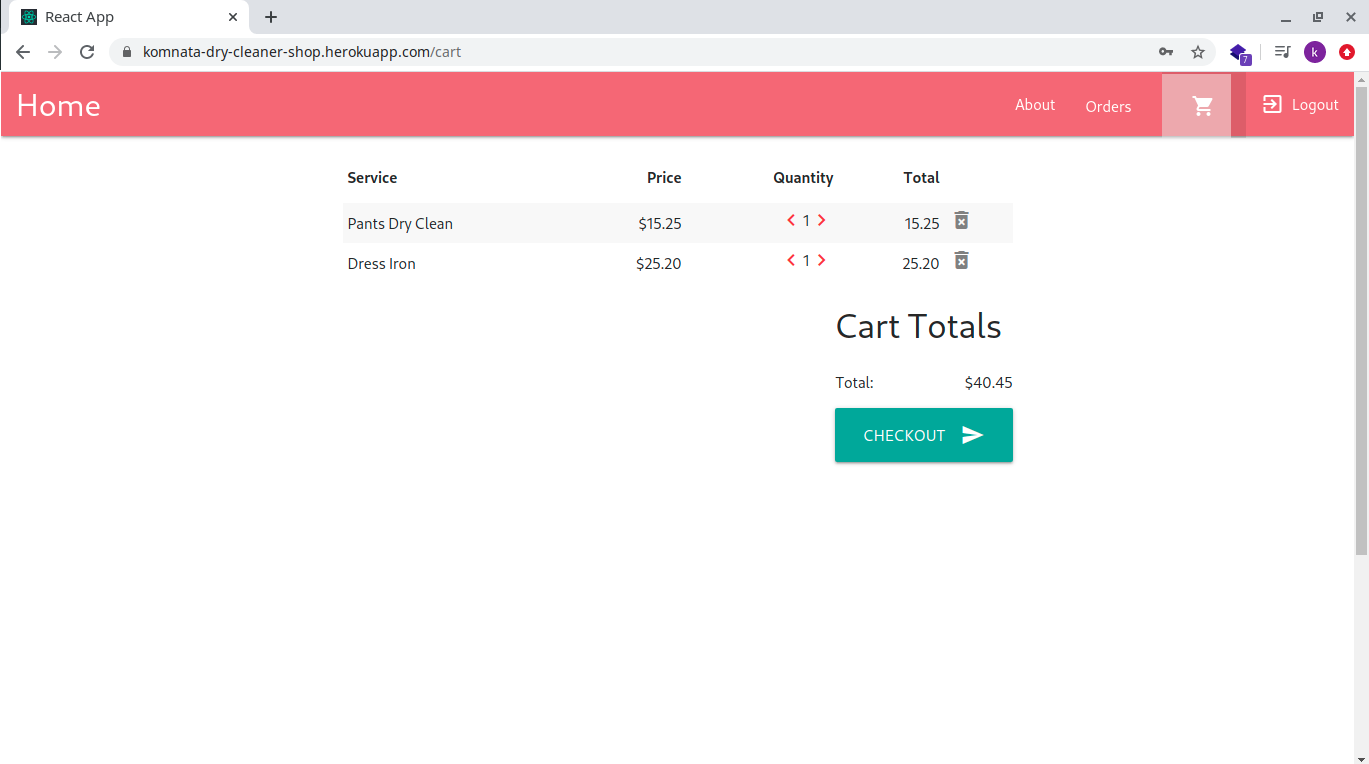 React App
komnata-dry-cleaner-shop.herokuapp.com/cart
7
k
Home About Orders Logout
Service Price Quantity Total
Pants Dry Clean $15.25 1 15.25
Dress Iron $25.20 1 25.20
Cart Totals
Total: $40.45
CHECKOUT